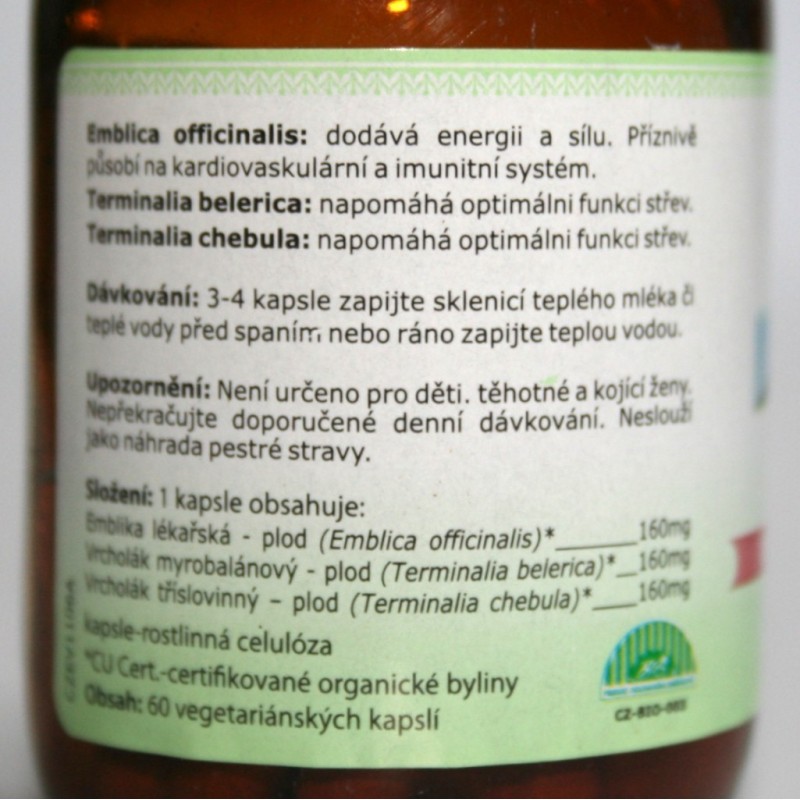 Emblica officinalis: dodává energii a sílu. Příznivě
působí na kardiovaskulární a imunitní systém.
Terminalia belerica: napomáhá optimálni funkci střev.
Terminalia chebula: napomáhá optimálni funkci střev.
Dávkování: 3-4 kapsle zapijte sklenicí teplého mléka či
teplé vody před spaním, nebo ráno zapijte teplou vodou.
Upozornění: Není určeno pro děti. těhotné a kojící ženy.
Nepřekračujte doporučené denní dávkování. Neslouží
jako náhrada pestré stravy.
Složení: 1 kapsle obsahuje:
Emblika lékařská - plod (Emblica officinalis)*______160mg
Vrcholák myrobalánový - plod (Terminalia belerica)*__160mg
Vrcholák tříslovinný – plod (Terminalia chebula)*____160mg
kapsle-rostlinná celulóza
*CU Cert.-certifikované organické byliny
Obsah: 60 vegetariánských kapslí
CZ-BIO-003